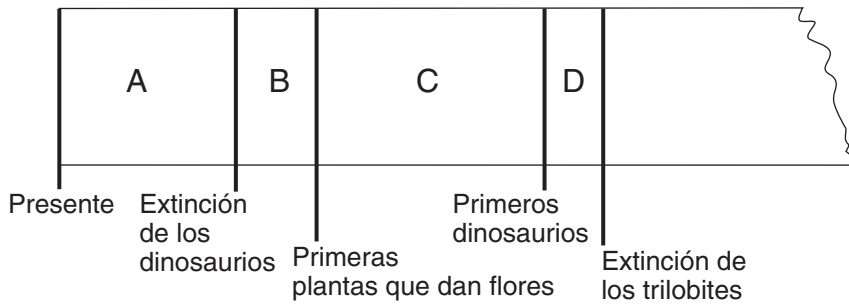 A B C D
Presente
Extinción
de los
dinosaurios
Primeras
plantas que dan flores
Primeros
dinosaurios
Extinción de
los trilobites